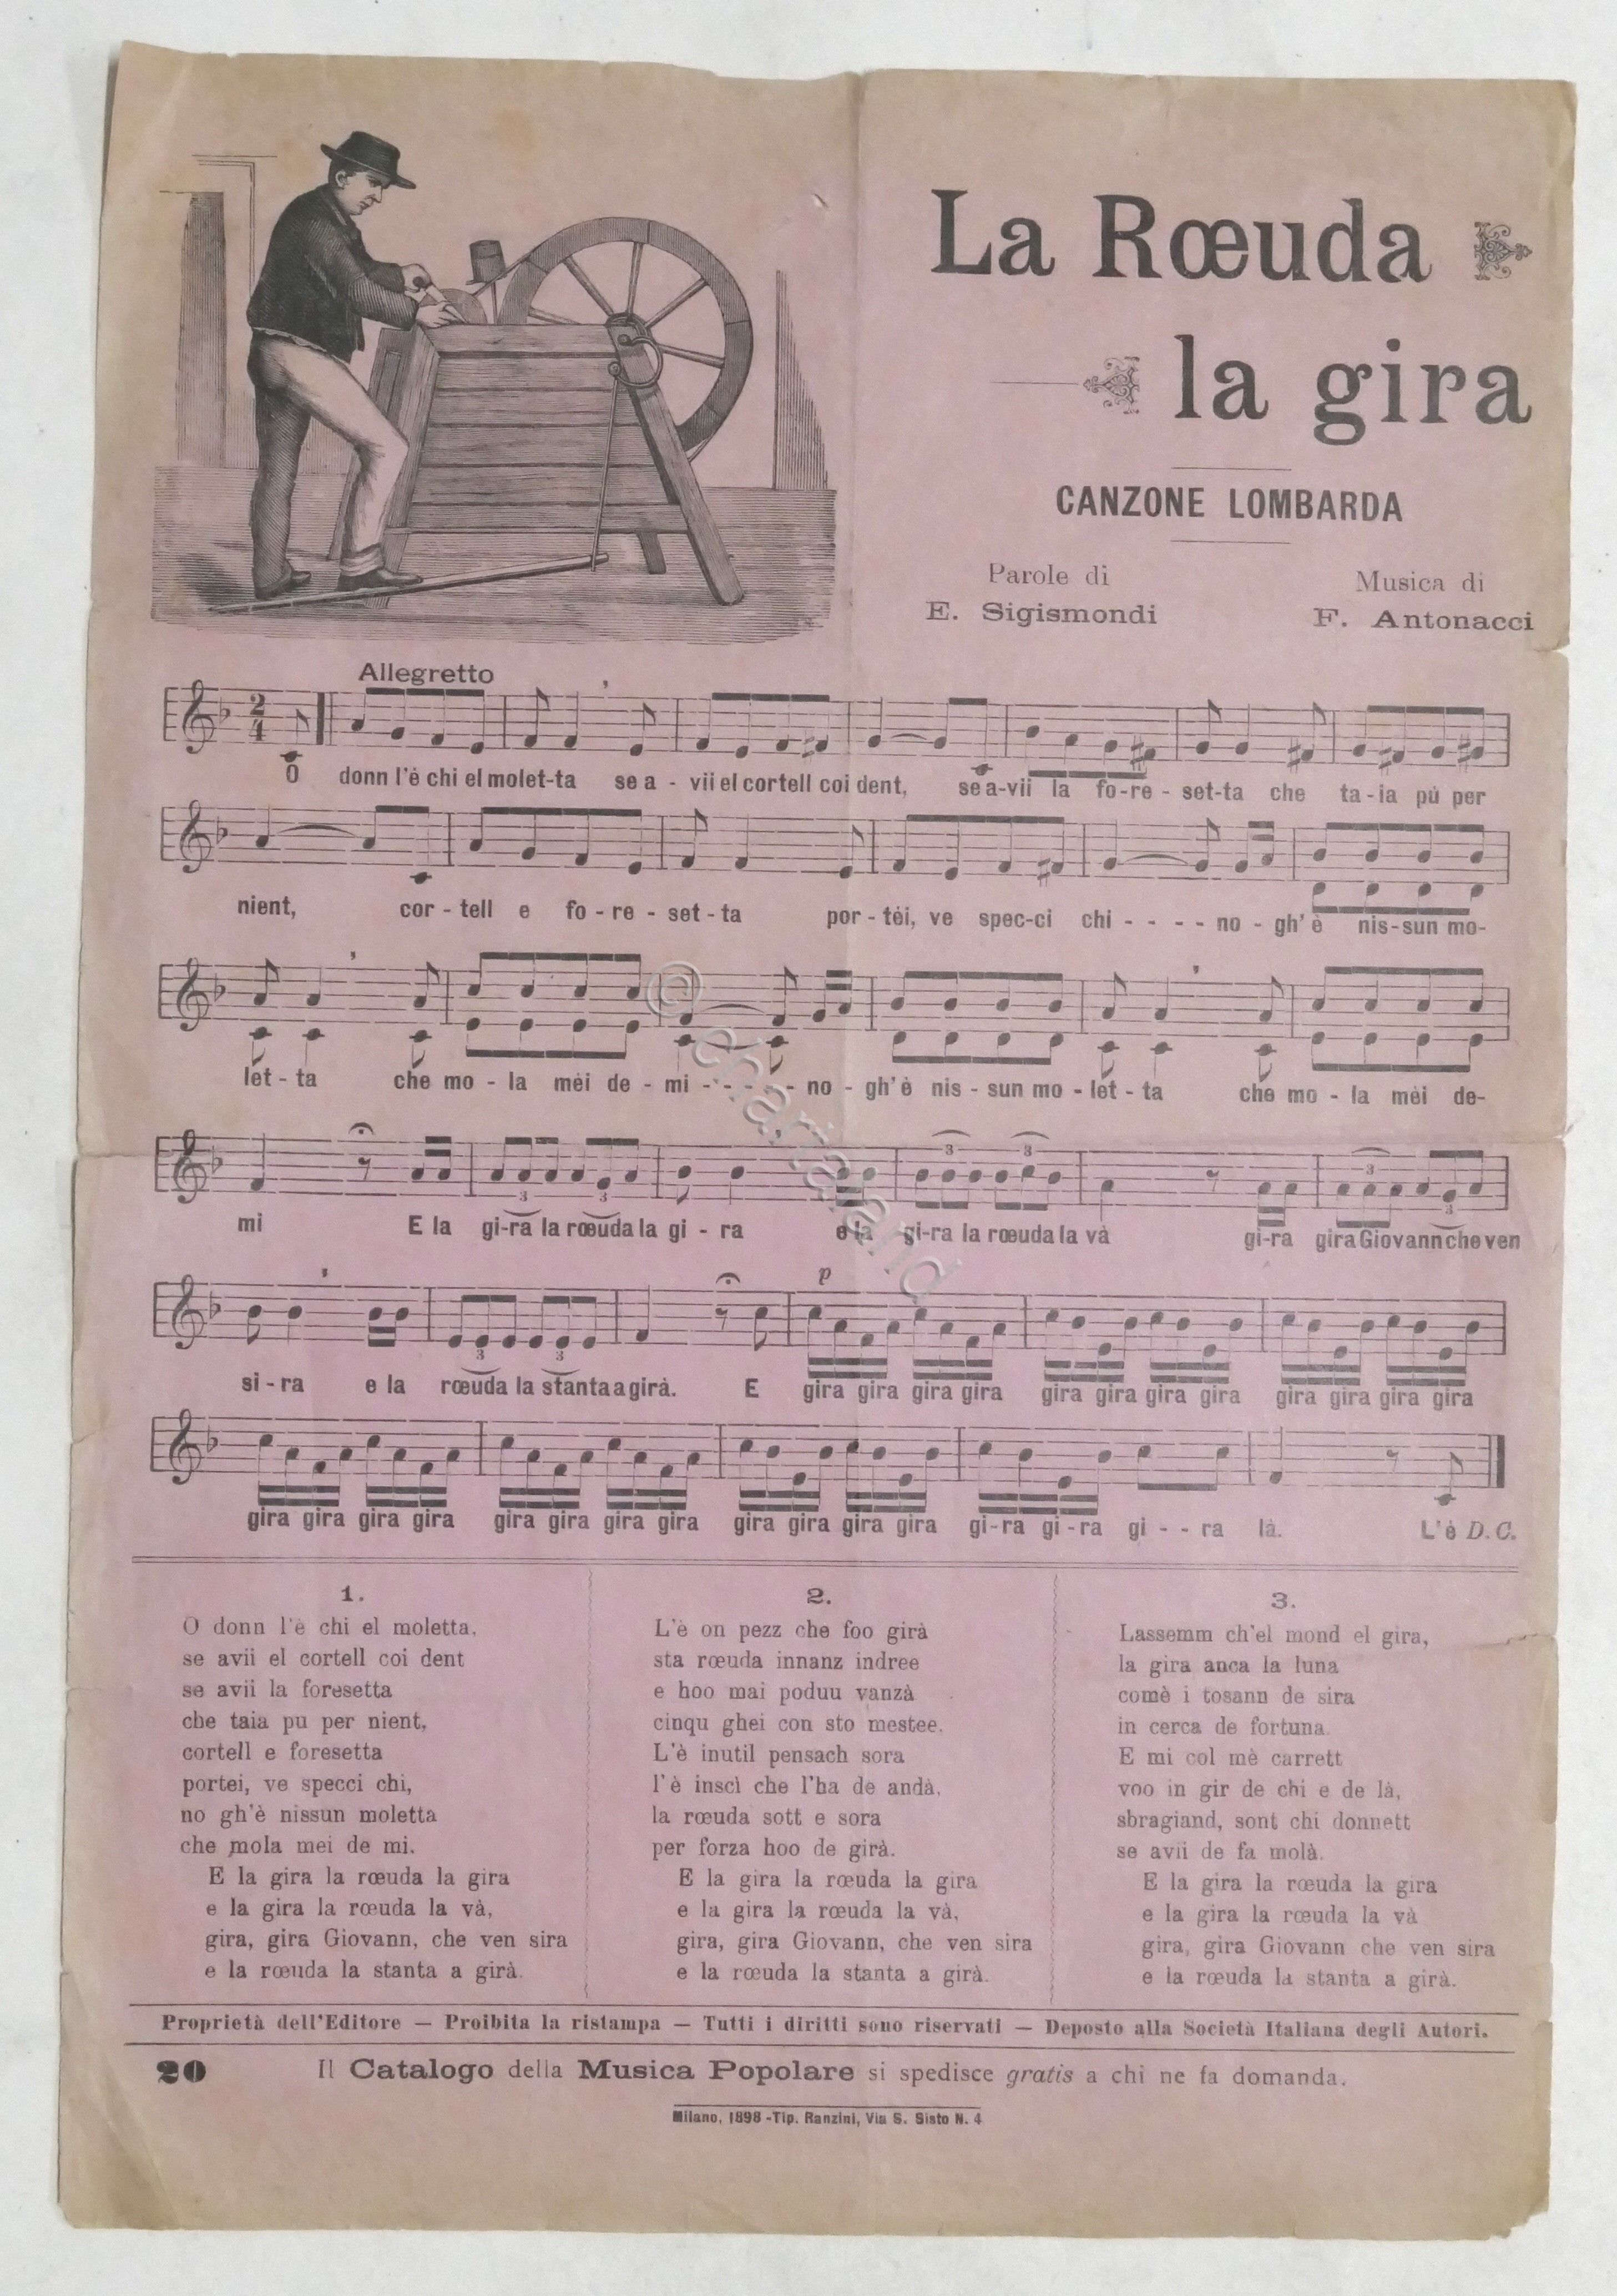 La Rœuda
la gira
CANZONE LOMBARDA
Parole di
E. Sigismondi
Musica di
F. Antonacci
Allegretto
2
4
O donn l'è chi el molet-ta se a - vii el cortell coi dent, se a-vii la fo-re - set-ta che ta-ia pù per
nient, cor - tell e fo - re - set - ta por - tèi, ve spec-ci chi - - - - no - gh' è nis-sun mo-
let - ta che mo - la mèi de - mi - - - - - no - gh' è nis - sun mo - let - ta che mo - la mèi de-
3 3 3
3 3 3
mi E la gi-ra la rœuda la gi - ra e la gi-ra la rœuda la và gi-ra gira Giovann che ven
p
3 3
si - ra e la rœuda la stanta a girà. E gira gira gira gira gira gira gira gira gira gira gira gira
gira gira gira gira gira gira gira gira gira gira gira gira gi-ra gi-ra gi - - ra là. L'è D. C.
1.
O donn l'è chi el moletta,
se avii el cortell coi dent
se avii la foresetta
che taia pu per nient,
cortell e foresetta
portei, ve specci chi,
no gh'è nissun moletta
che mola mei de mi.
E la gira la rœuda la gira
e la gira la rœuda la và,
gira, gira Giovann, che ven sira
e la rœuda la stanta a girà.
2.
L'è on pezz che foo girà
sta rœuda innanz indree
e hoo mai poduu vanzà
cinqu ghei con sto mestee.
L'è inutil pensach sora
l'è inscì che l'ha de andà,
la rœuda sott e sora
per forza hoo de girà.
E la gira la rœuda la gira
e la gira la rœuda la và,
gira, gira Giovann, che ven sira
e la rœuda la stanta a girà.
3.
Lassemm ch'el mond el gira,
la gira anca la luna
comè i tosann de sira
in cerca de fortuna.
E mi col mè carrett
voo in gir de chi e de là,
sbragiand, sont chi donnett
se avii de fa molà.
E la gira la rœuda la gira
e la gira la rœuda la và
gira, gira Giovann che ven sira
e la rœuda la stanta a girà.
Proprietà dell'Editore — Proibita la ristampa — Tutti i diritti sono riservati — Deposto alla Società Italiana degli Autori.
20 Il Catalogo della Musica Popolare si spedisce gratis a chi ne fa domanda.
Milano, 1898 - Tip. Ranzini, Via S. Sisto N. 4